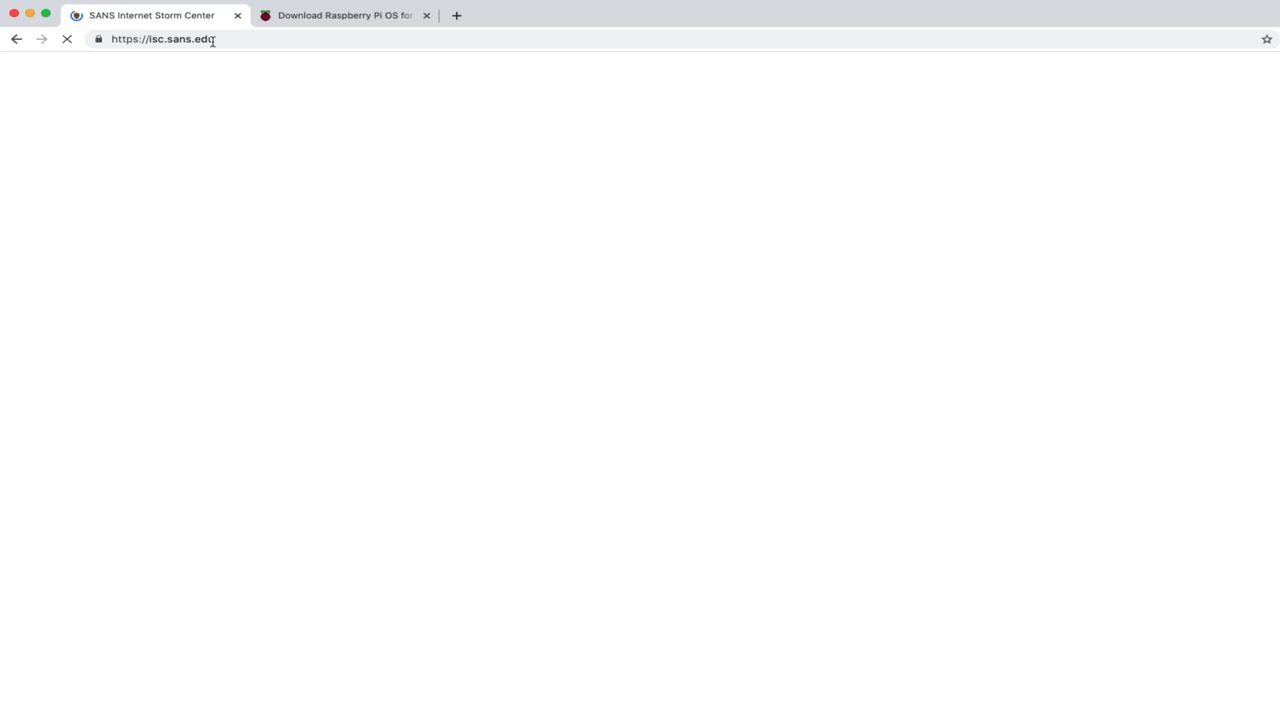 SANS Internet Storm Center
Download Raspberry Pi OS for
https://isc.sans.edu